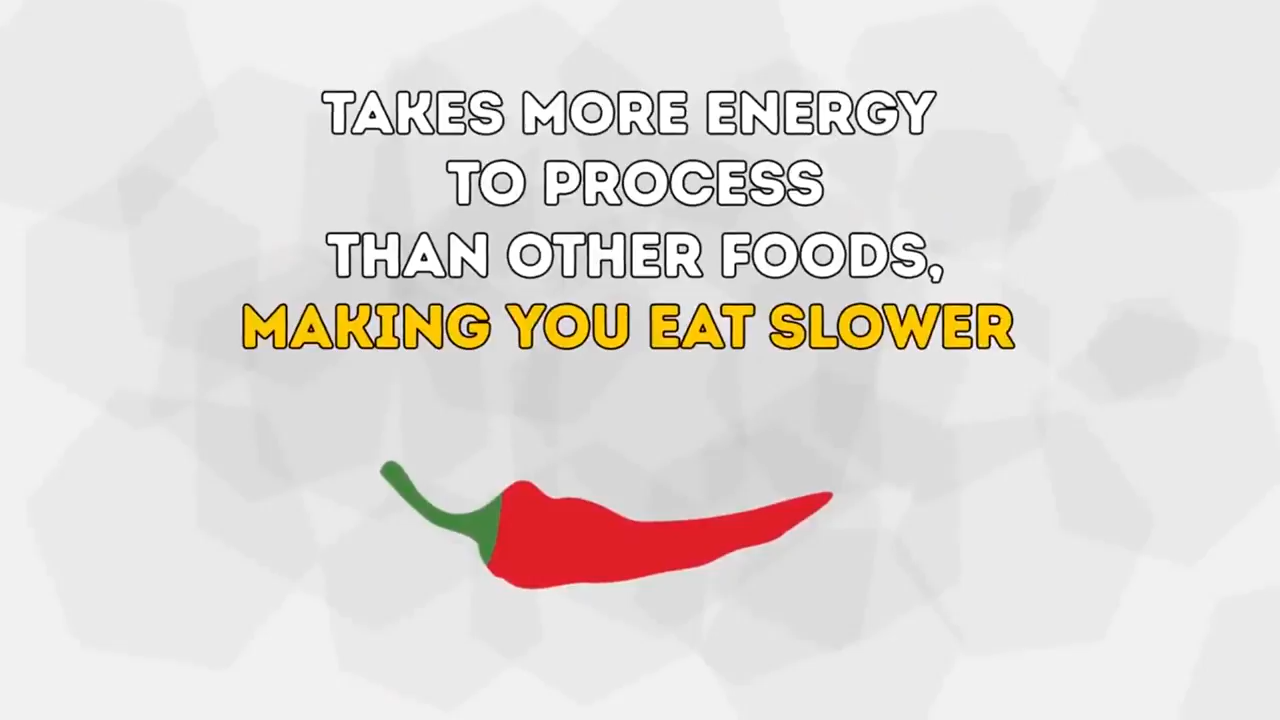 TAKES MORE ENERGY
TO PROCESS
THAN OTHER FOODS,
MAKING YOU EAT SLOWER